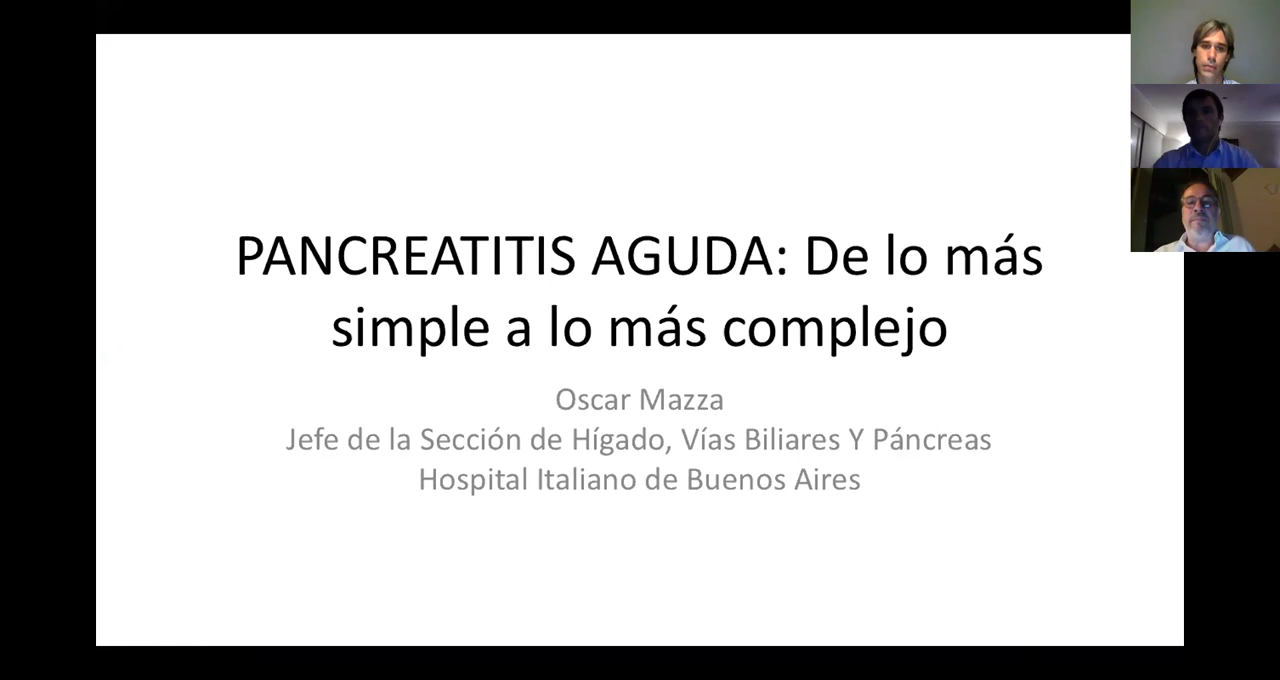 PANCREATITIS AGUDA: De lo más
simple a lo más complejo
Oscar Mazza
Jefe de la Sección de Hígado, Vías Biliares Y Páncreas
Hospital Italiano de Buenos Aires